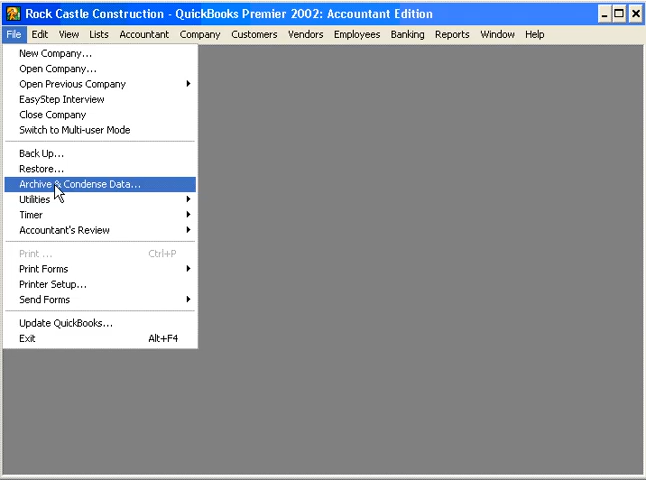 Rock Castle Construction - QuickBooks Premier 2002: Accountant Edition
File Edit View Lists Accountant Company Customers Vendors Employees Banking Reports Window Help
New Company...
Open Company...
Open Previous Company
EasyStep Interview
Close Company
Switch to Multi-user Mode
Back Up...
Restore...
Archive & Condense Data...
Utilities
Timer
Accountant's Review
Print ... Ctrl+P
Print Forms
Printer Setup...
Send Forms
Update QuickBooks...
Exit Alt+F4